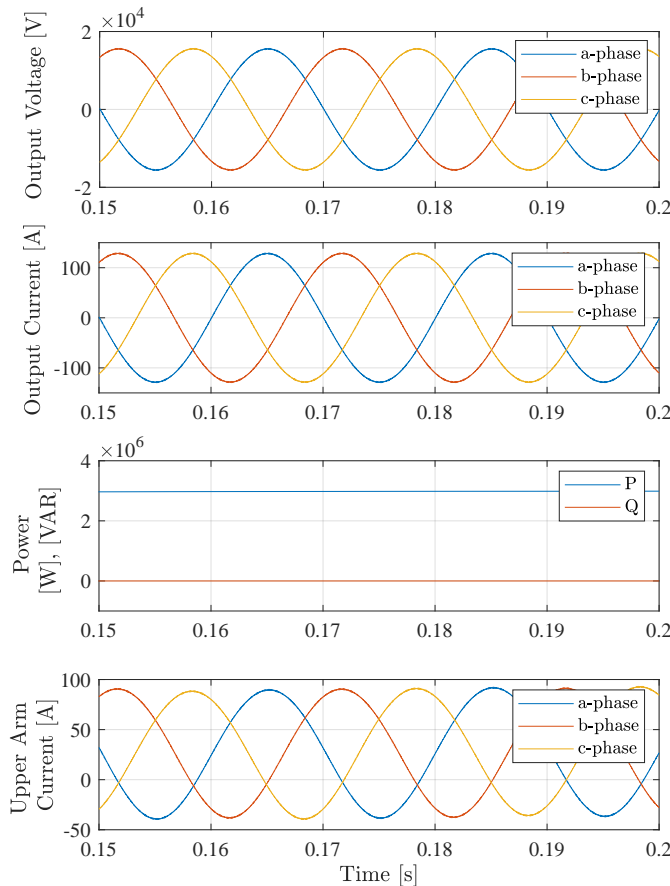 ×10⁴
Output Voltage [V]
2
0
-2
a-phase
b-phase
c-phase
0.15 0.16 0.17 0.18 0.19 0.2
Output Current [A]
100
0
-100
a-phase
b-phase
c-phase
0.15 0.16 0.17 0.18 0.19 0.2
×10⁶
Power
[W], [VAR]
4
2
0
P
Q
0.15 0.16 0.17 0.18 0.19 0.2
Upper Arm
Current [A]
100
50
0
-50
a-phase
b-phase
c-phase
0.15 0.16 0.17 0.18 0.19 0.2
Time [s]